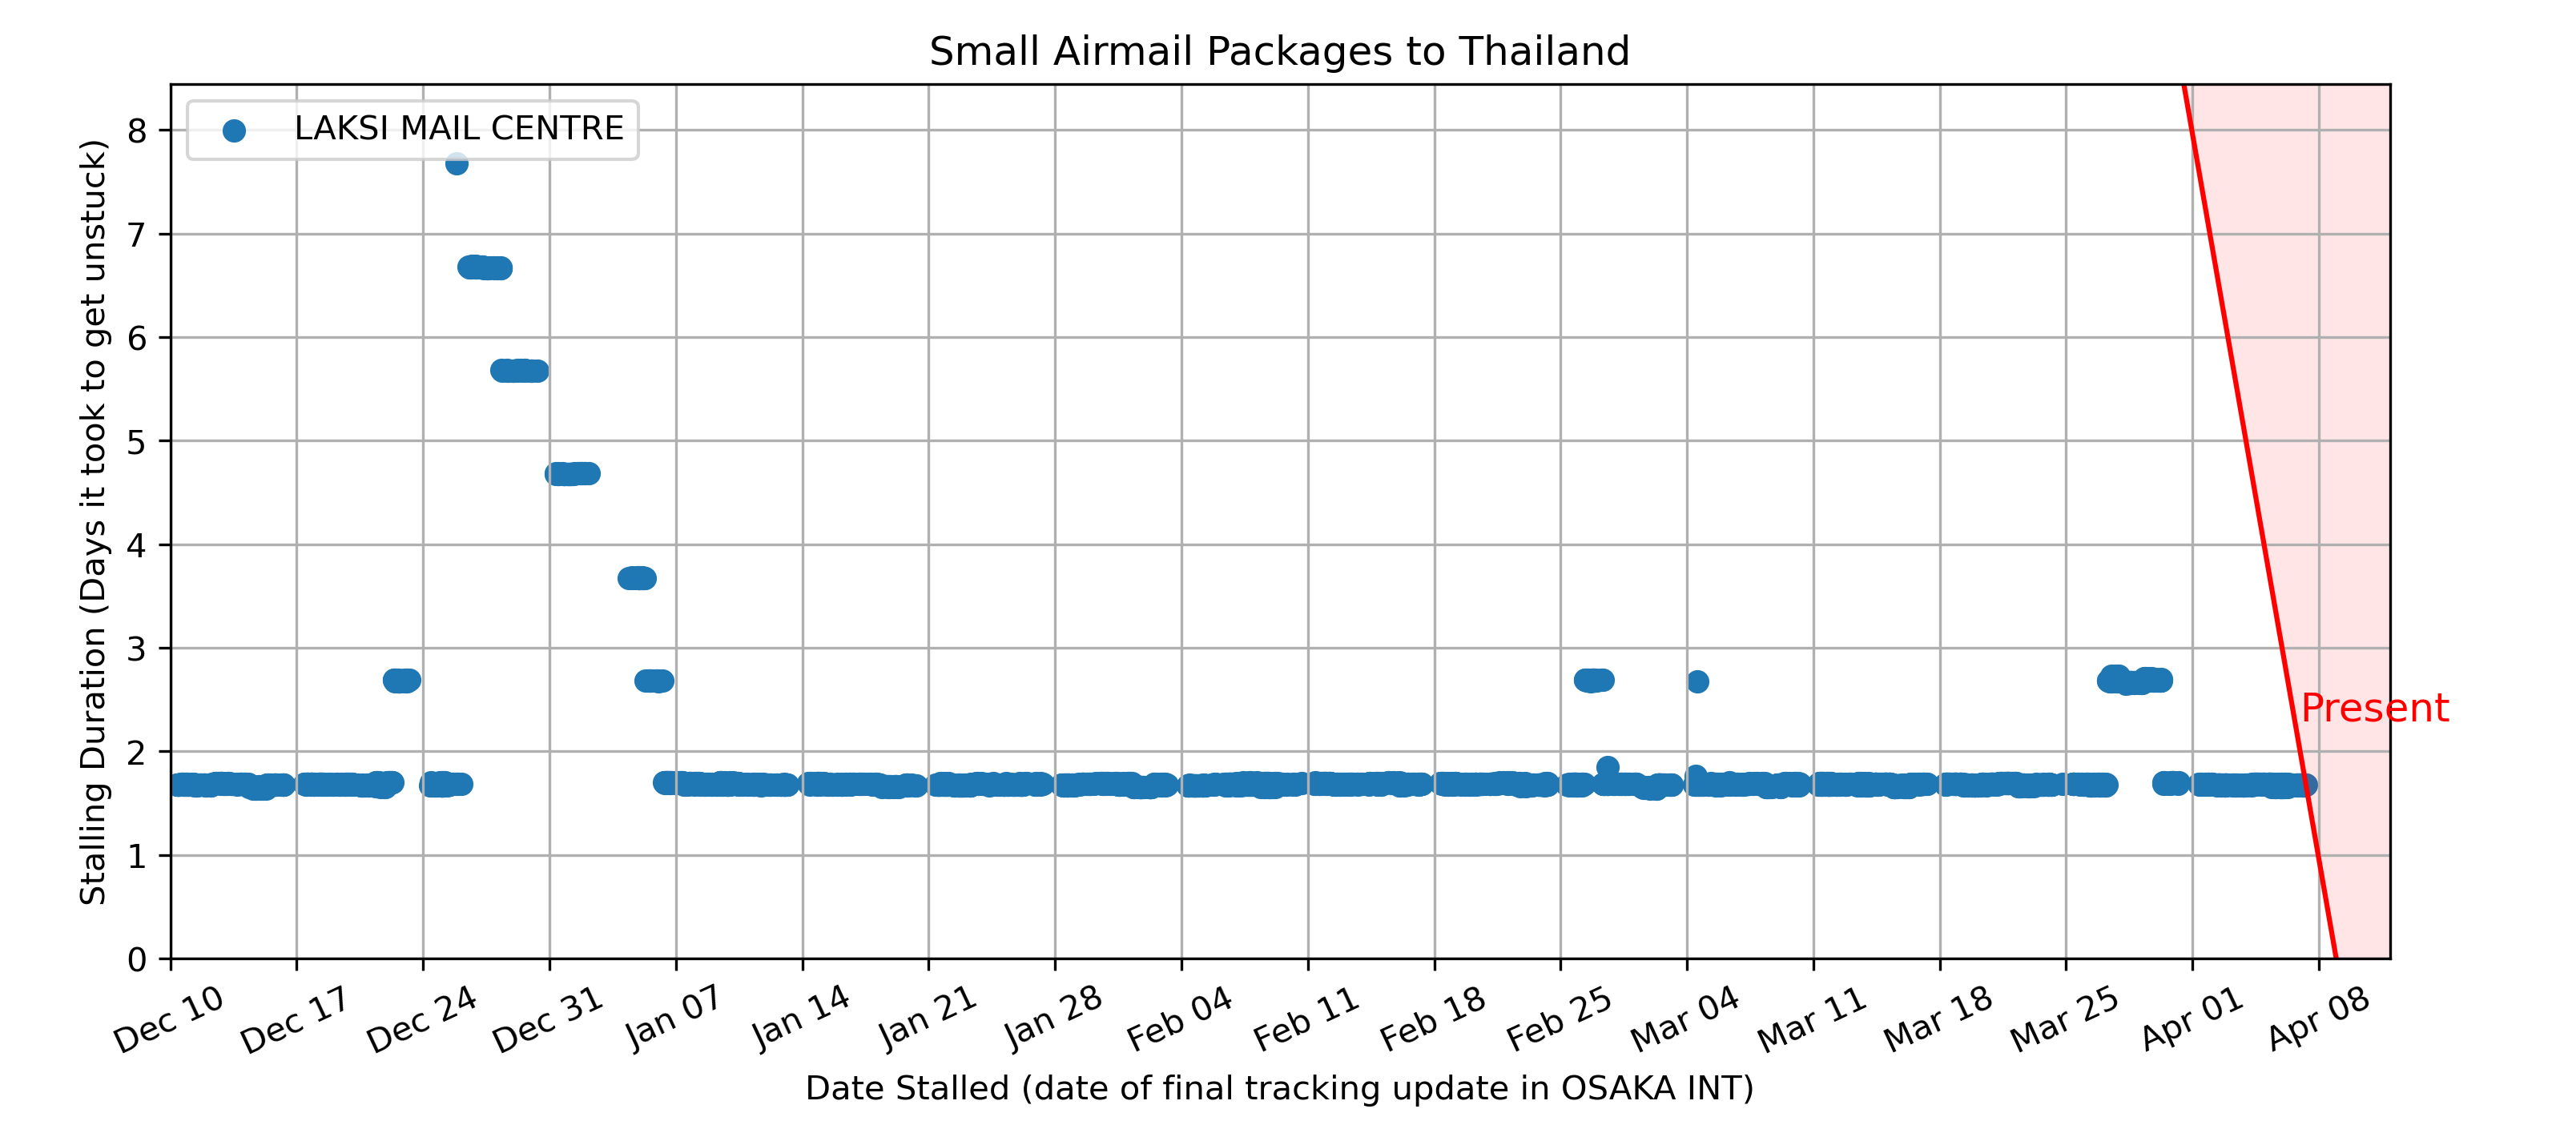 Small Airmail Packages to Thailand
LAKSI MAIL CENTRE
Stalling Duration (Days it took to get unstuck)
8
7
6
5
4
3
2
1
0
Present
Dec 10
Dec 17
Dec 24
Dec 31
Jan 07
Jan 14
Jan 21
Jan 28
Feb 04
Feb 11
Feb 18
Feb 25
Mar 04
Mar 11
Mar 18
Mar 25
Apr 01
Apr 08
Date Stalled (date of final tracking update in OSAKA INT)